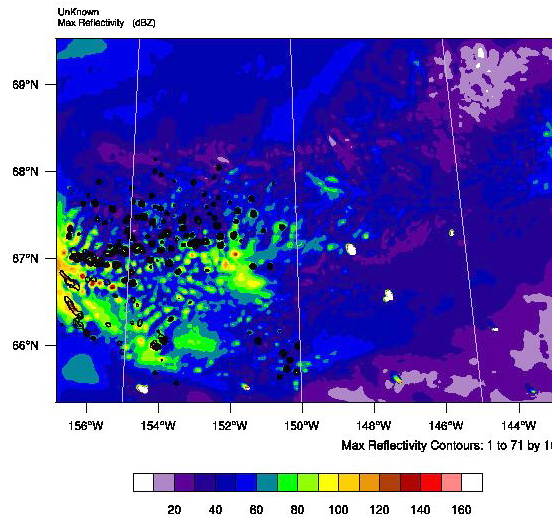 UnKnown
Max Reflectivity (dBZ)
69°N
68°N
67°N
66°N
156°W 154°W 152°W 150°W 148°W 146°W 144°W
Max Reflectivity Contours: 1 to 71 by
20 40 60 80 100 120 140 160